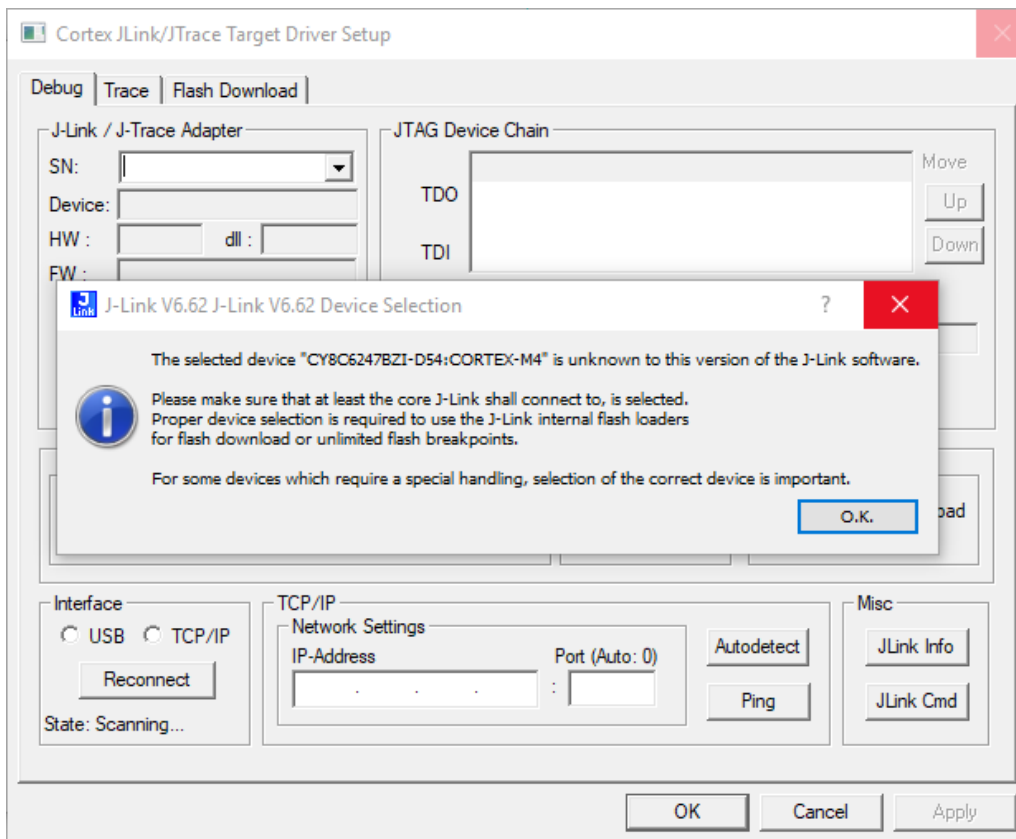 Cortex JLink/JTrace Target Driver Setup
Debug Trace Flash Download
J-Link / J-Trace Adapter
SN:
Device:
HW : dll :
FW :
JTAG Device Chain
TDO
TDI
Move
Up
Down
J-Link V6.62 J-Link V6.62 Device Selection ?
The selected device "CY8C6247BZI-D54:CORTEX-M4" is unknown to this version of the J-Link software.
Please make sure that at least the core J-Link shall connect to, is selected.
Proper device selection is required to use the J-Link internal flash loaders
for flash download or unlimited flash breakpoints.
For some devices which require a special handling, selection of the correct device is important.
O.K.
Interface
USB TCP/IP
Reconnect
State: Scanning...
TCP/IP
Network Settings
IP-Address Port (Auto: 0)
. . . :
Autodetect
Ping
Misc
JLink Info
JLink Cmd
OK Cancel Apply